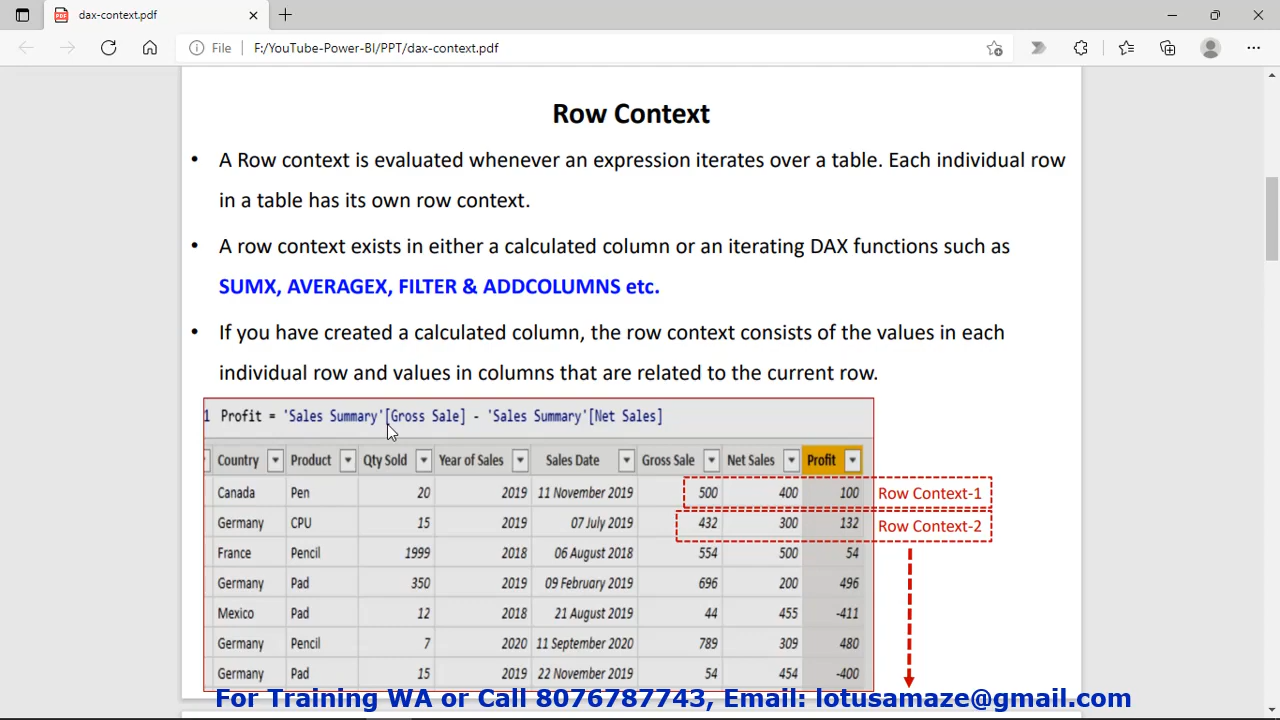 dax-context.pdf
File
F:/YouTube-Power-BI/PPT/dax-context.pdf
Row Context
• A Row context is evaluated whenever an expression iterates over a table. Each individual row
in a table has its own row context.
• A row context exists in either a calculated column or an iterating DAX functions such as
SUMX, AVERAGEX, FILTER & ADDCOLUMNS etc.
• If you have created a calculated column, the row context consists of the values in each
individual row and values in columns that are related to the current row.
1 Profit = 'Sales Summary'[Gross Sale] - 'Sales Summary'[Net Sales]
Country Product Qty Sold Year of Sales Sales Date Gross Sale Net Sales Profit
Canada Pen 20 2019 11 November 2019 500 400 100 Row Context-1
Germany CPU 15 2019 07 July 2019 432 300 132 Row Context-2
France Pencil 1999 2018 06 August 2018 554 500 54
Germany Pad 350 2019 09 February 2019 696 200 496
Mexico Pad 12 2018 21 August 2019 44 455 -411
Germany Pencil 7 2020 11 September 2020 789 309 480
Germany Pad 15 2019 22 November 2019 54 454 -400
For Training WA or Call 8076787743, Email: lotusamaze@gmail.com